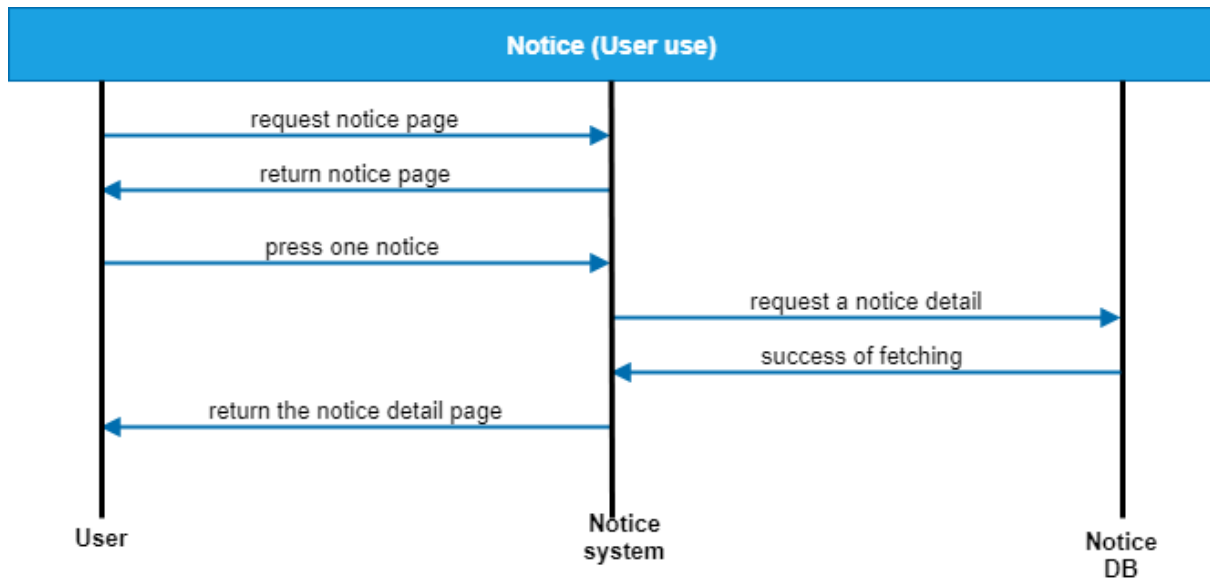 Notice (User use)
request notice page
return notice page
press one notice
request a notice detail
success of fetching
return the notice detail page
User
Notice
system
Notice
DB